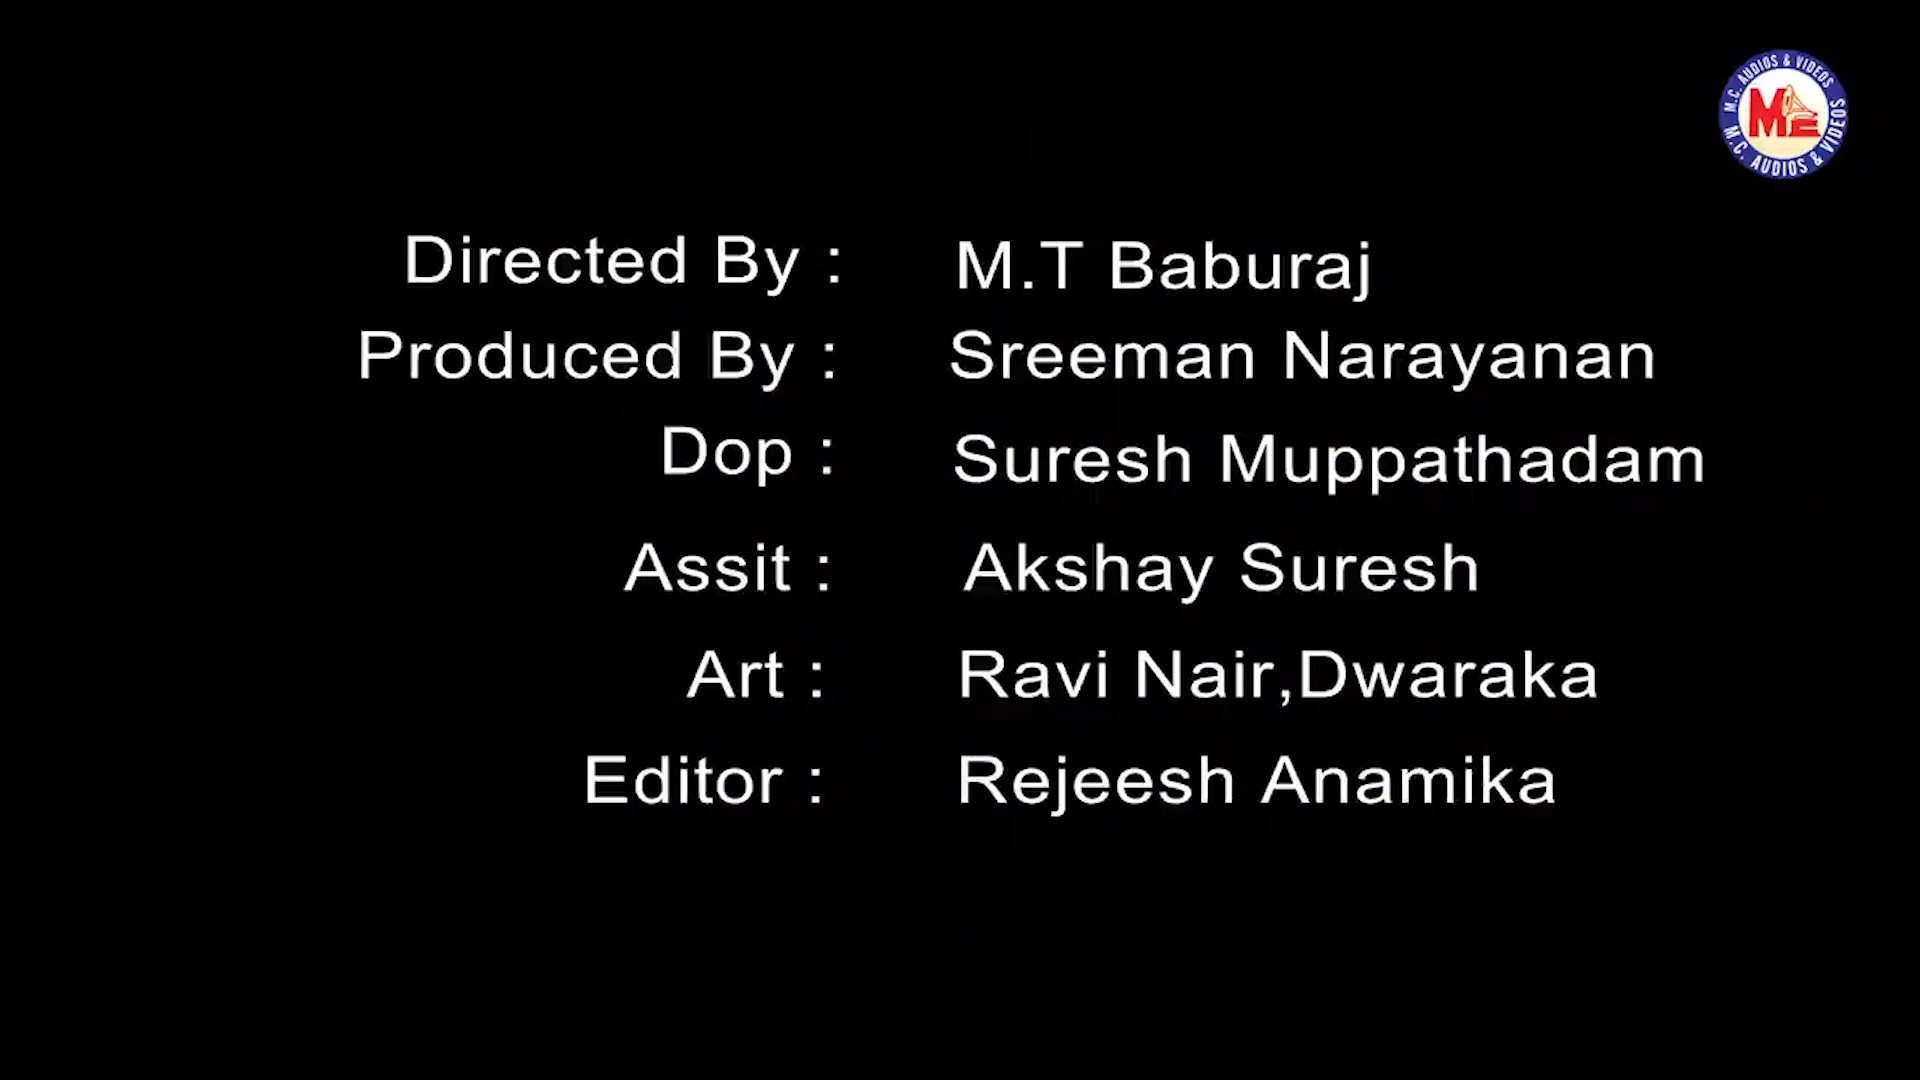 M.C. AUDIOS & VIDEOS
M.C. AUDIOS & VIDEOS
Directed By : M.T Baburaj
Produced By : Sreeman Narayanan
Dop : Suresh Muppathadam
Assit : Akshay Suresh
Art : Ravi Nair,Dwaraka
Editor : Rejeesh Anamika